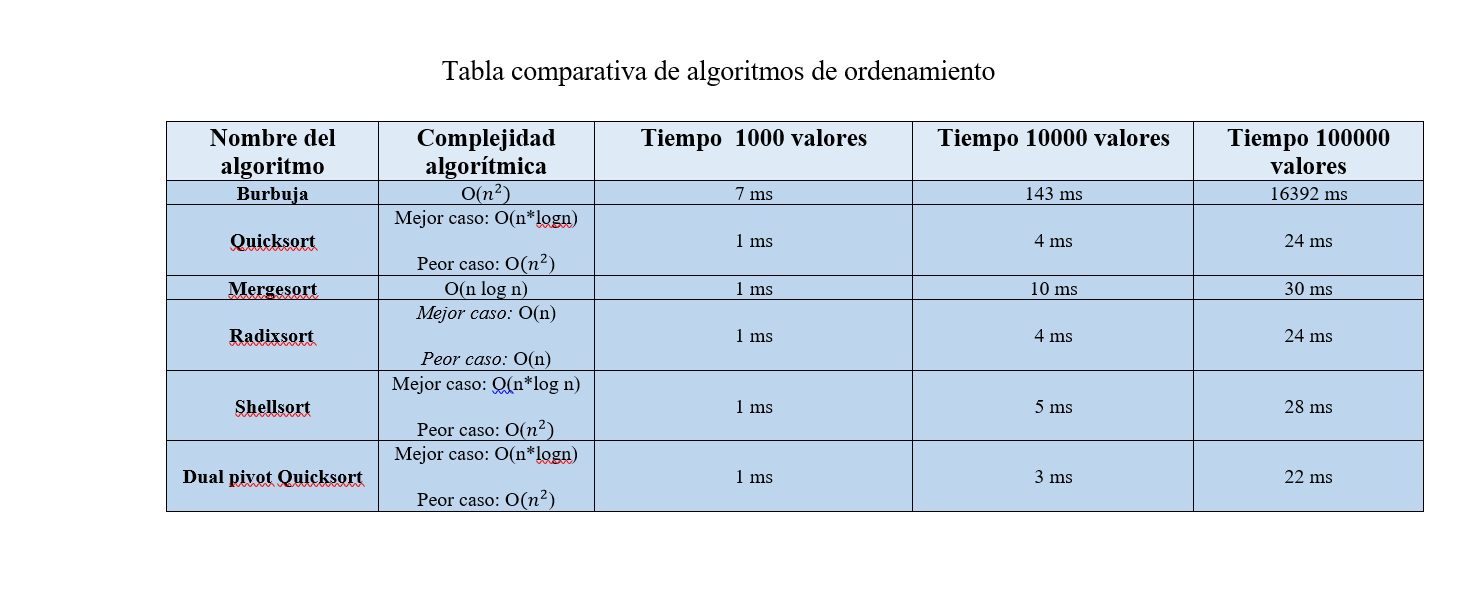 Tabla comparativa de algoritmos de ordenamiento
Nombre del algoritmo Complejidad algorítmica Tiempo  1000 valores Tiempo 10000 valores Tiempo 100000 valores
Burbuja O(n²) 7 ms 143 ms 16392 ms
Quicksort Mejor caso: O(n*logn) Peor caso: O(n²) 1 ms 4 ms 24 ms
Mergesort O(n log n) 1 ms 10 ms 30 ms
Radixsort Mejor caso: O(n) Peor caso: O(n) 1 ms 4 ms 24 ms
Shellsort Mejor caso: O(n*log n) Peor caso: O(n²) 1 ms 5 ms 28 ms
Dual pivot Quicksort Mejor caso: O(n*logn) Peor caso: O(n²) 1 ms 3 ms 22 ms